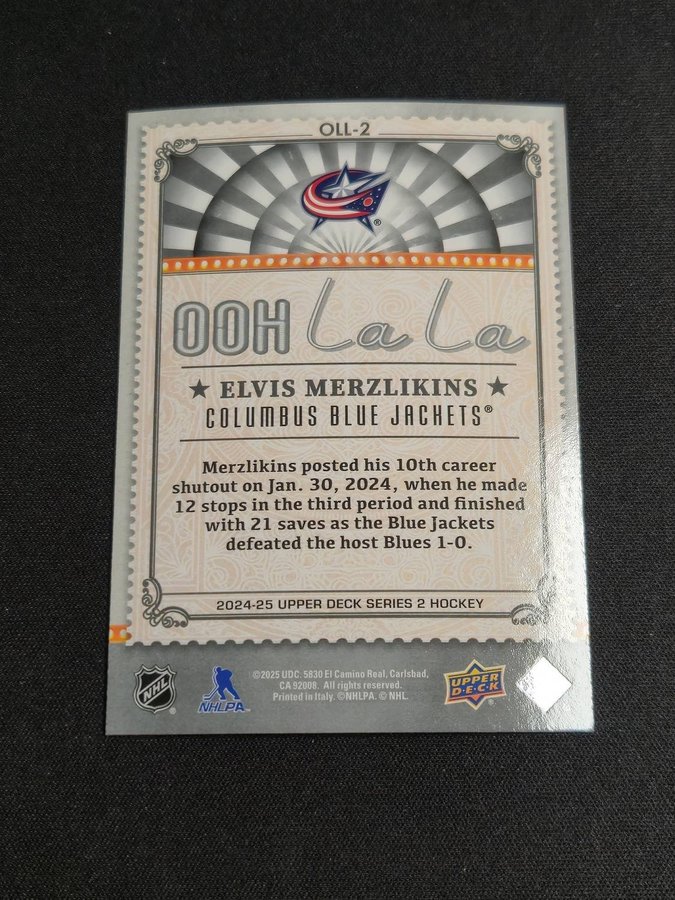 OLL-2
®
OOH La La
★ ELVIS MERZLIKINS ★
COLUMBUS BLUE JACKETS®
Merzlikins posted his 10th career
shutout on Jan. 30, 2024, when he made
12 stops in the third period and finished
with 21 saves as the Blue Jackets
defeated the host Blues 1-0.
2024-25 UPPER DECK SERIES 2 HOCKEY
©2025 UDC. 5830 El Camino Real, Carlsbad,
CA 92008. All rights reserved.
Printed in Italy. ©NHLPA. © NHL.
NHL
NHLPA
UPPER
D·E·C·K